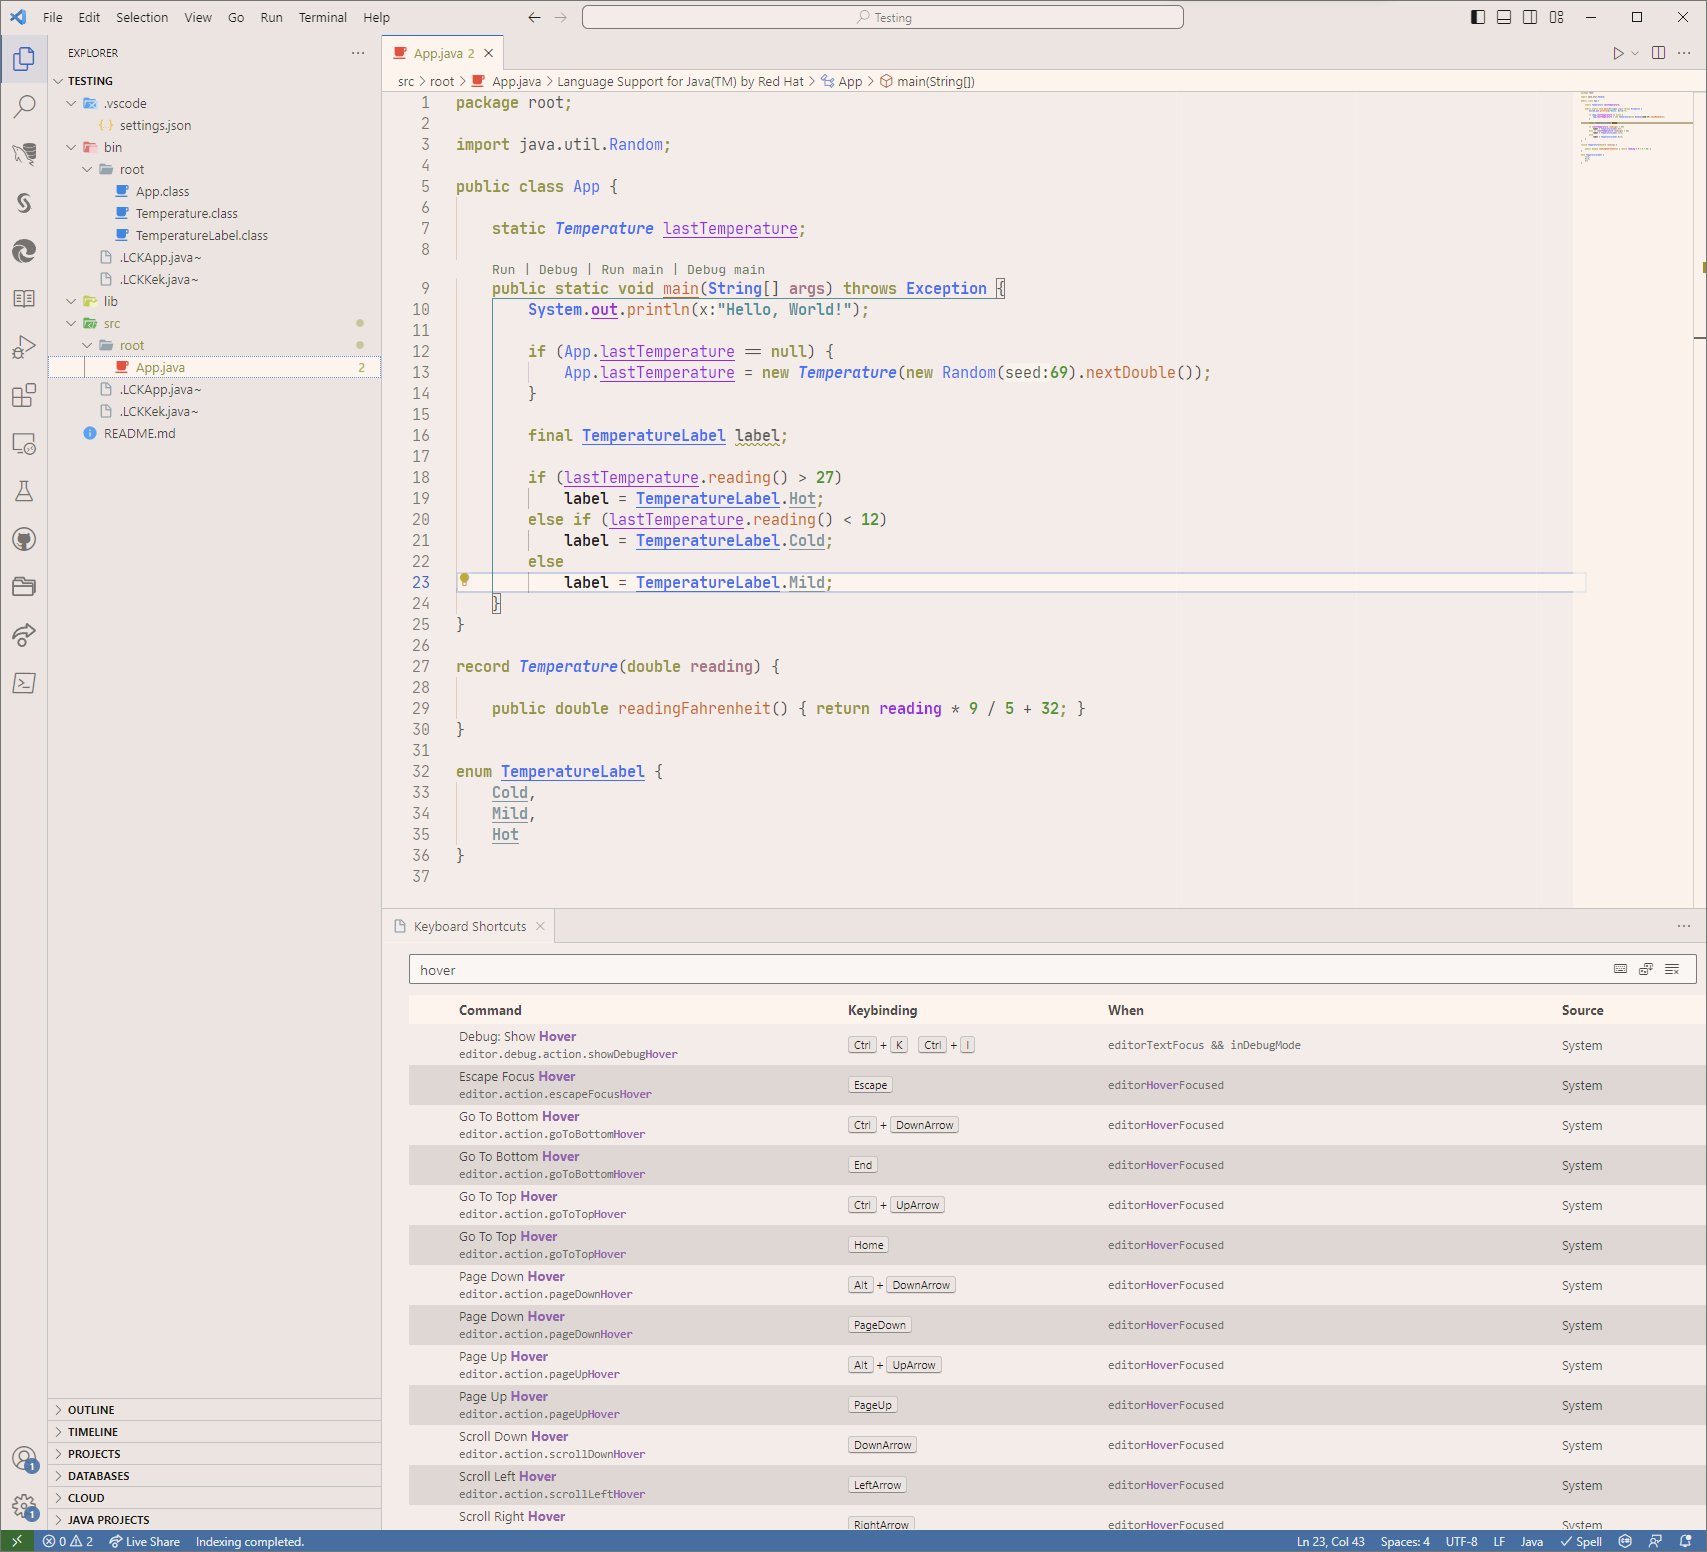 File Edit Selection View Go Run Terminal Help
Testing
EXPLORER
TESTING
.vscode
settings.json
bin
root
App.class
Temperature.class
TemperatureLabel.class
.LCKApp.java~
.LCKKek.java~
lib
src
root
App.java 2
.LCKApp.java~
.LCKKek.java~
README.md
OUTLINE
TIMELINE
PROJECTS
DATABASES
CLOUD
JAVA PROJECTS
1
1
App.java 2
src > root > App.java > Language Support for Java(TM) by Red Hat > App > main(String[])
1 package root;
2
3 import java.util.Random;
4
5 public class App {
6
7 static Temperature lastTemperature;
8
Run | Debug | Run main | Debug main
9 public static void main(String[] args) throws Exception {
10 System.out.println(x:"Hello, World!");
11
12 if (App.lastTemperature == null) {
13 App.lastTemperature = new Temperature(new Random(seed:69).nextDouble());
14 }
15
16 final TemperatureLabel label;
17
18 if (lastTemperature.reading() > 27)
19 label = TemperatureLabel.Hot;
20 else if (lastTemperature.reading() < 12)
21 label = TemperatureLabel.Cold;
22 else
23 label = TemperatureLabel.Mild;
24 }
25 }
26
27 record Temperature(double reading) {
28
29 public double readingFahrenheit() { return reading * 9 / 5 + 32; }
30 }
31
32 enum TemperatureLabel {
33 Cold,
34 Mild,
35 Hot
36 }
37
Keyboard Shortcuts
hover
Command Keybinding When Source
Debug: Show Hover
editor.debug.action.showDebugHover
Ctrl + K Ctrl + I editorTextFocus && inDebugMode System
Escape Focus Hover
editor.action.escapeFocusHover
Escape editorHoverFocused System
Go To Bottom Hover
editor.action.goToBottomHover
Ctrl + DownArrow editorHoverFocused System
Go To Bottom Hover
editor.action.goToBottomHover
End editorHoverFocused System
Go To Top Hover
editor.action.goToTopHover
Ctrl + UpArrow editorHoverFocused System
Go To Top Hover
editor.action.goToTopHover
Home editorHoverFocused System
Page Down Hover
editor.action.pageDownHover
Alt + DownArrow editorHoverFocused System
Page Down Hover
editor.action.pageDownHover
PageDown editorHoverFocused System
Page Up Hover
editor.action.pageUpHover
Alt + UpArrow editorHoverFocused System
Page Up Hover
editor.action.pageUpHover
PageUp editorHoverFocused System
Scroll Down Hover
editor.action.scrollDownHover
DownArrow editorHoverFocused System
Scroll Left Hover
editor.action.scrollLeftHover
LeftArrow editorHoverFocused System
Scroll Right Hover
RightArrow editorHoverFocused System
0 2 Live Share Indexing completed. Ln 23, Col 43 Spaces: 4 UTF-8 LF Java Spell